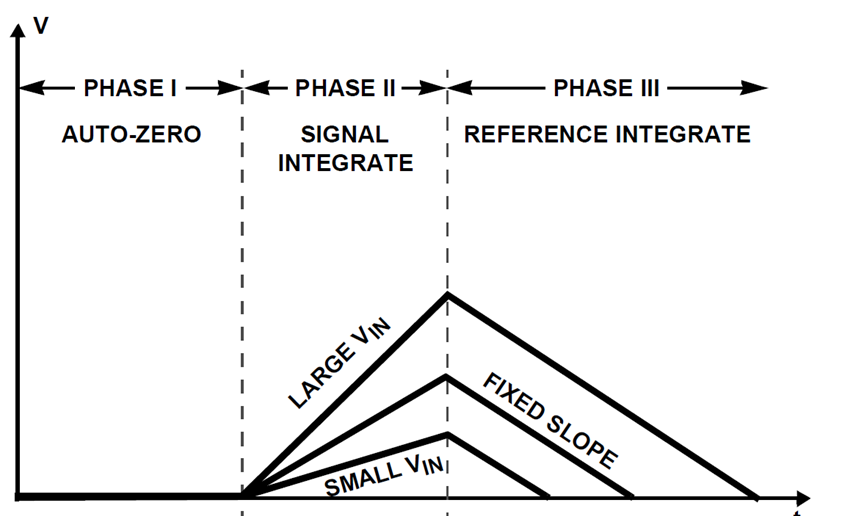 V
PHASE I
PHASE II
PHASE III
AUTO-ZERO
SIGNAL
INTEGRATE
REFERENCE INTEGRATE
LARGE VIN
FIXED SLOPE
SMALL VIN
t